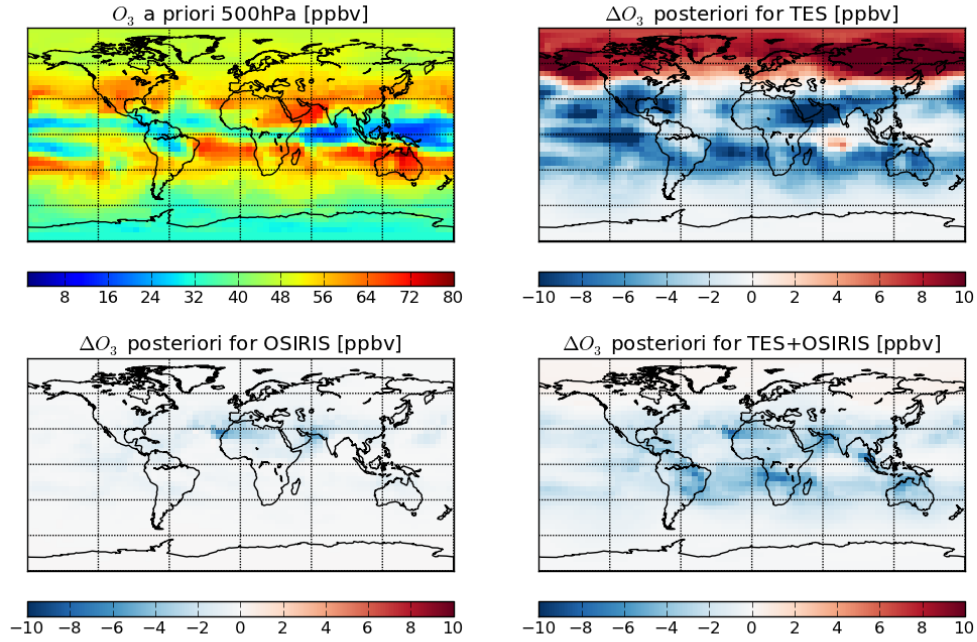 O₃ a priori 500hPa [ppbv]
8 16 24 32 40 48 56 64 72 80
ΔO₃ posteriori for TES [ppbv]
−10 −8 −6 −4 −2 0 2 4 6 8 10
ΔO₃ posteriori for OSIRIS [ppbv]
−10 −8 −6 −4 −2 0 2 4 6 8 10
ΔO₃ posteriori for TES+OSIRIS [ppbv]
−10 −8 −6 −4 −2 0 2 4 6 8 10